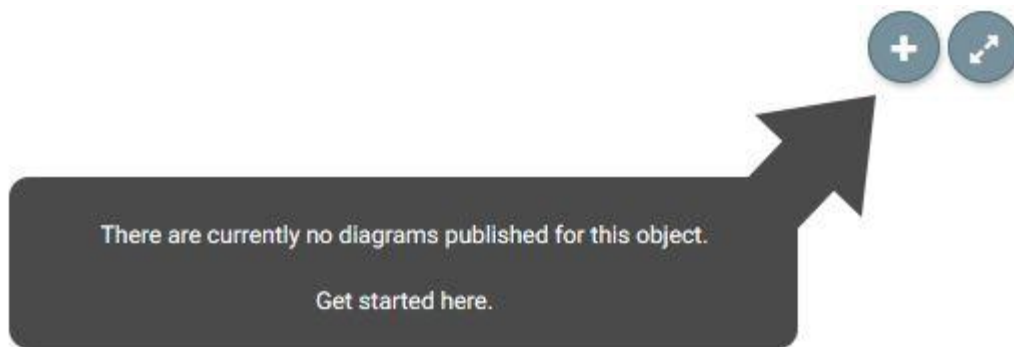 There are currently no diagrams published for this object.
Get started here.